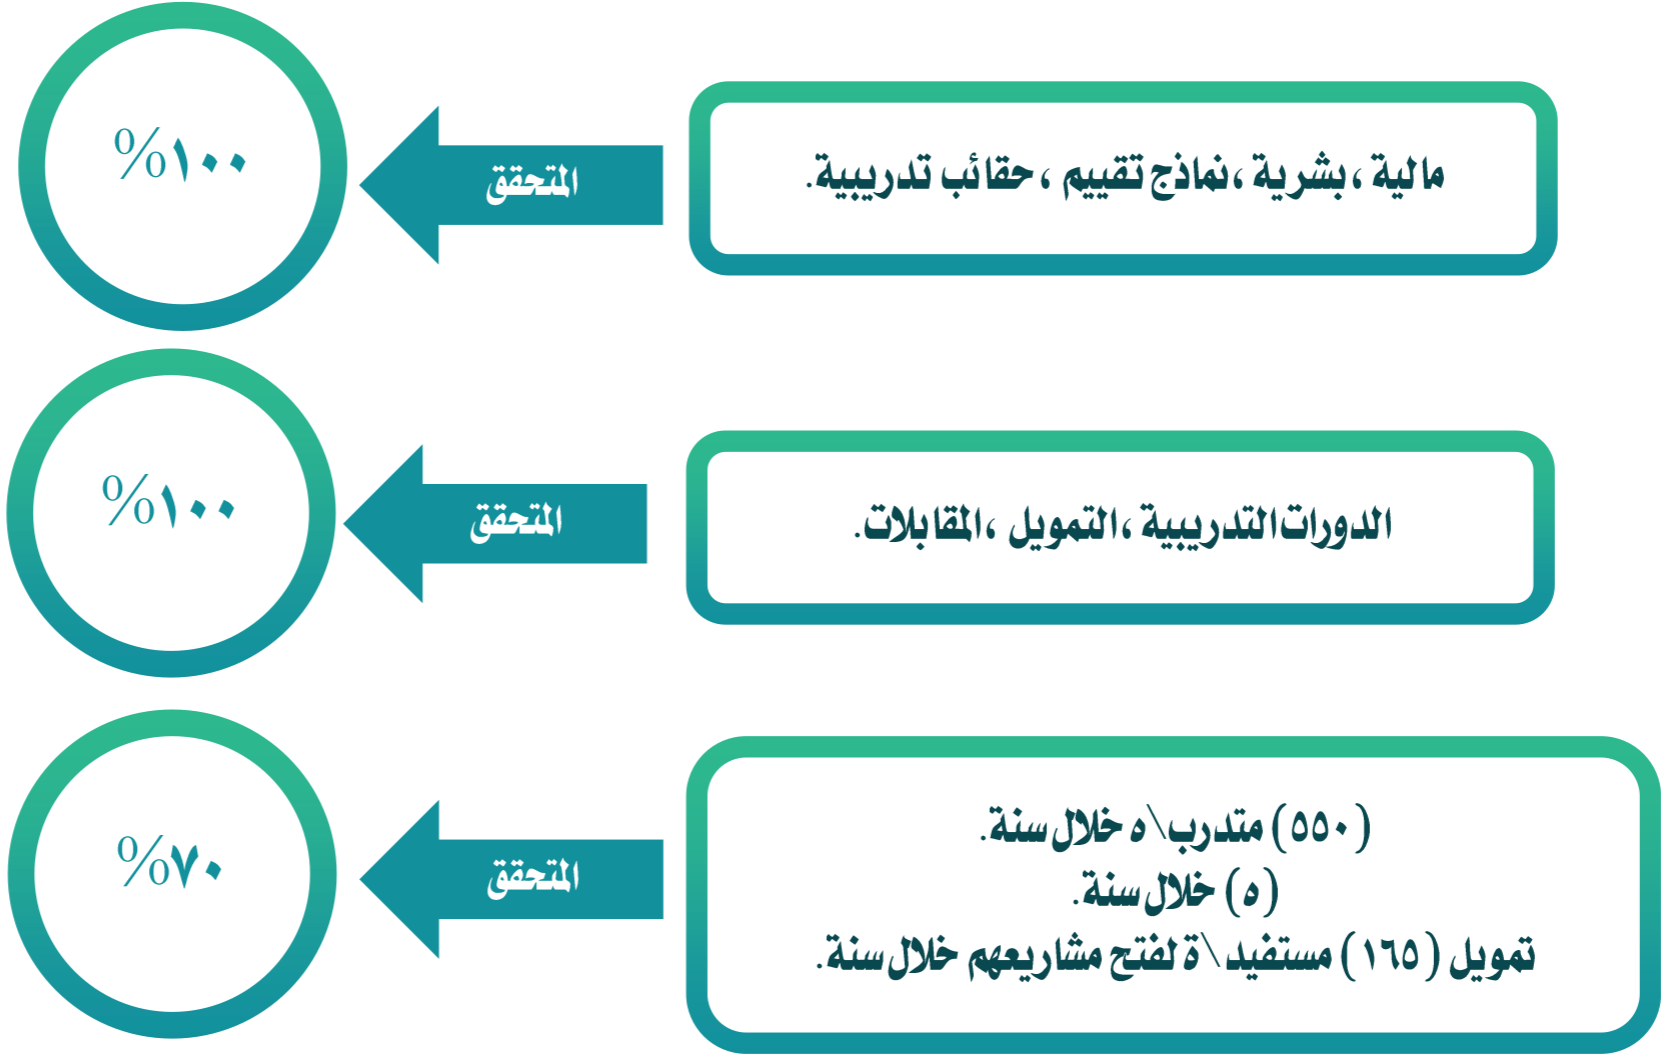 مالية ، بشرية ، نماذج تقييم ، حقائب تدريبية.
المتحقق
%١٠٠
الدورات التدريبية ، التمويل ، المقابلات.
المتحقق
%١٠٠
(٥٥٠) متدرب\ه خلال سنة.
(٥) خلال سنة.
تمويل (١٦٥) مستفيد\ة لفتح مشاريعهم خلال سنة.
المتحقق
%٧٠